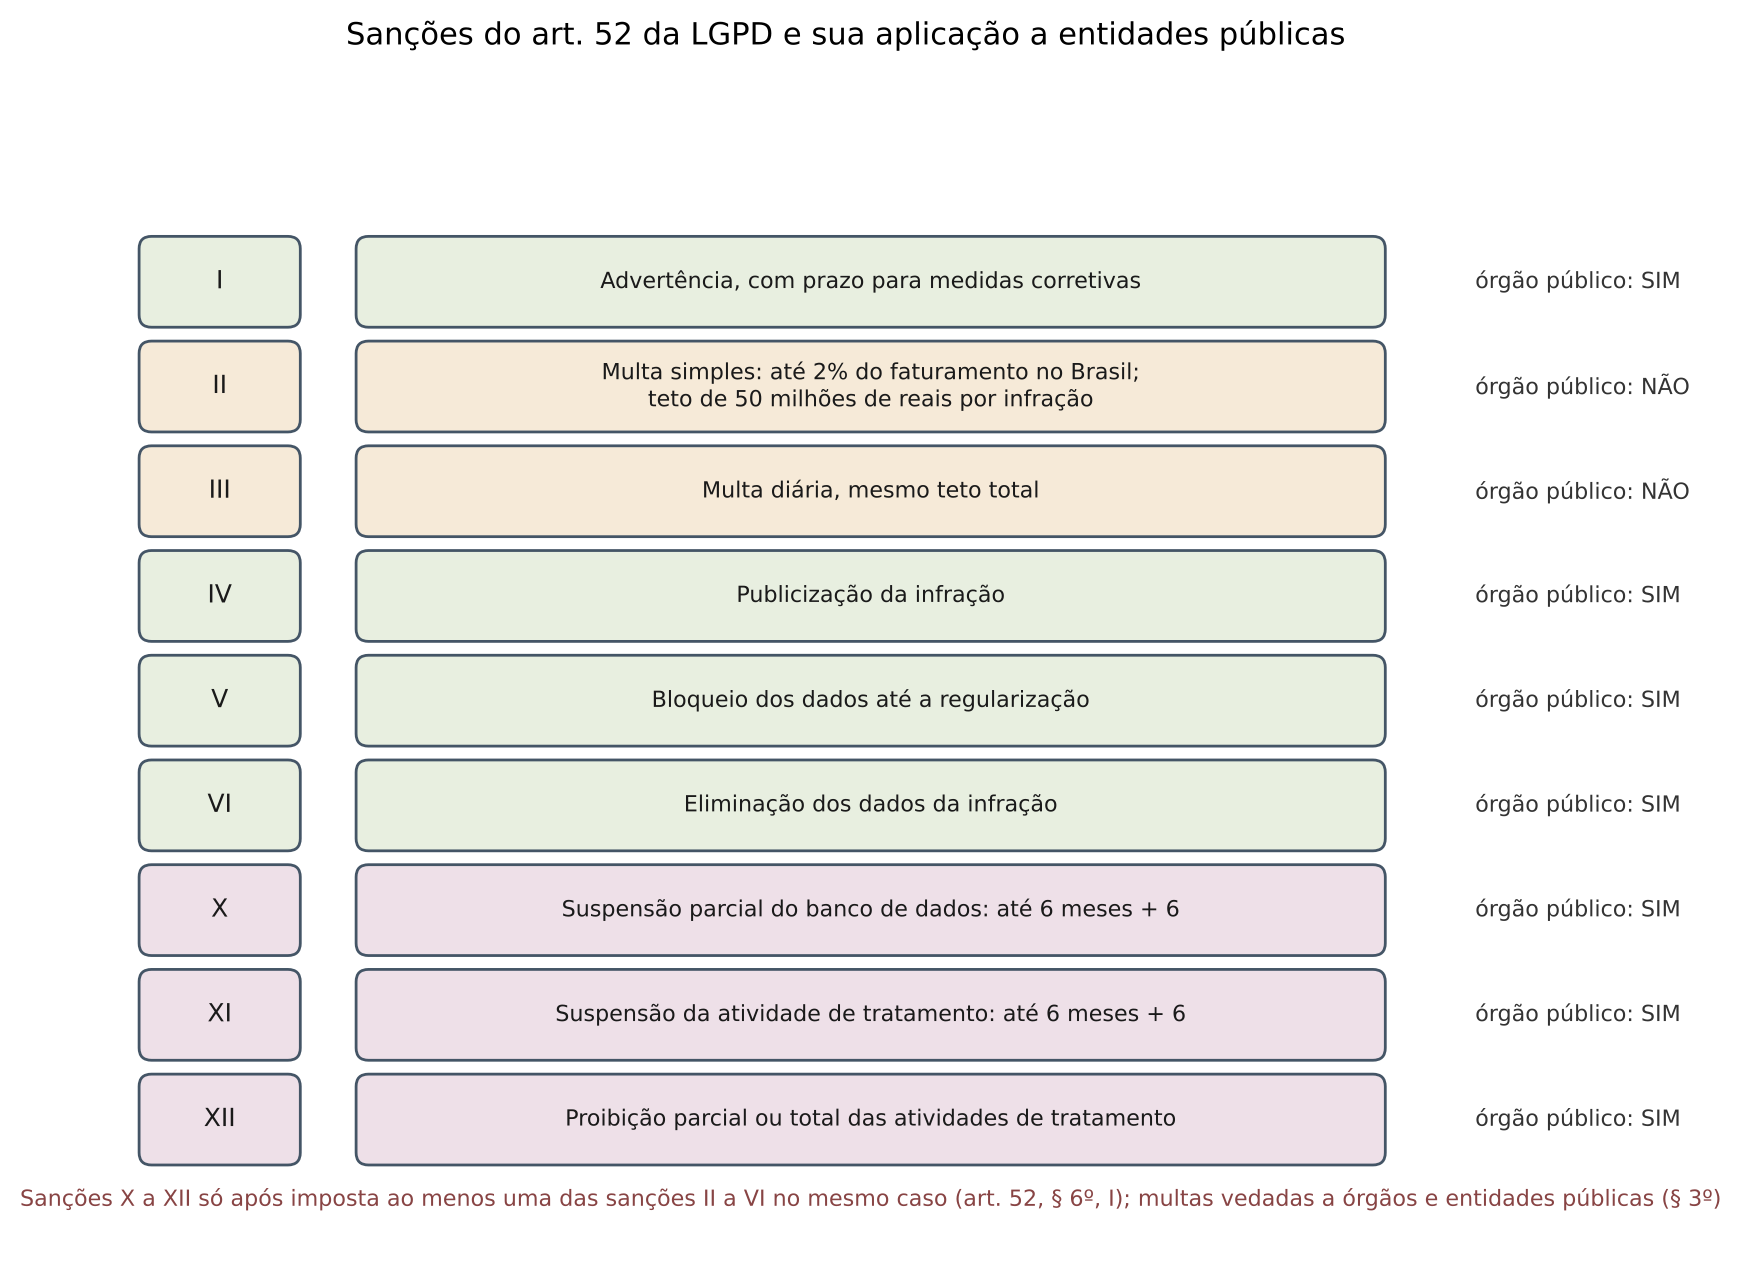 Sanções do art. 52 da LGPD e sua aplicação a entidades públicas
I
Advertência, com prazo para medidas corretivas
órgão público: SIM
II
Multa simples: até 2% do faturamento no Brasil;
teto de 50 milhões de reais por infração
órgão público: NÃO
III
Multa diária, mesmo teto total
órgão público: NÃO
IV
Publicização da infração
órgão público: SIM
V
Bloqueio dos dados até a regularização
órgão público: SIM
VI
Eliminação dos dados da infração
órgão público: SIM
X
Suspensão parcial do banco de dados: até 6 meses + 6
órgão público: SIM
XI
Suspensão da atividade de tratamento: até 6 meses + 6
órgão público: SIM
XII
Proibição parcial ou total das atividades de tratamento
órgão público: SIM
Sanções X a XII só após imposta ao menos uma das sanções II a VI no mesmo caso (art. 52, § 6º, I); multas vedadas a órgãos e entidades públicas (§ 3º)